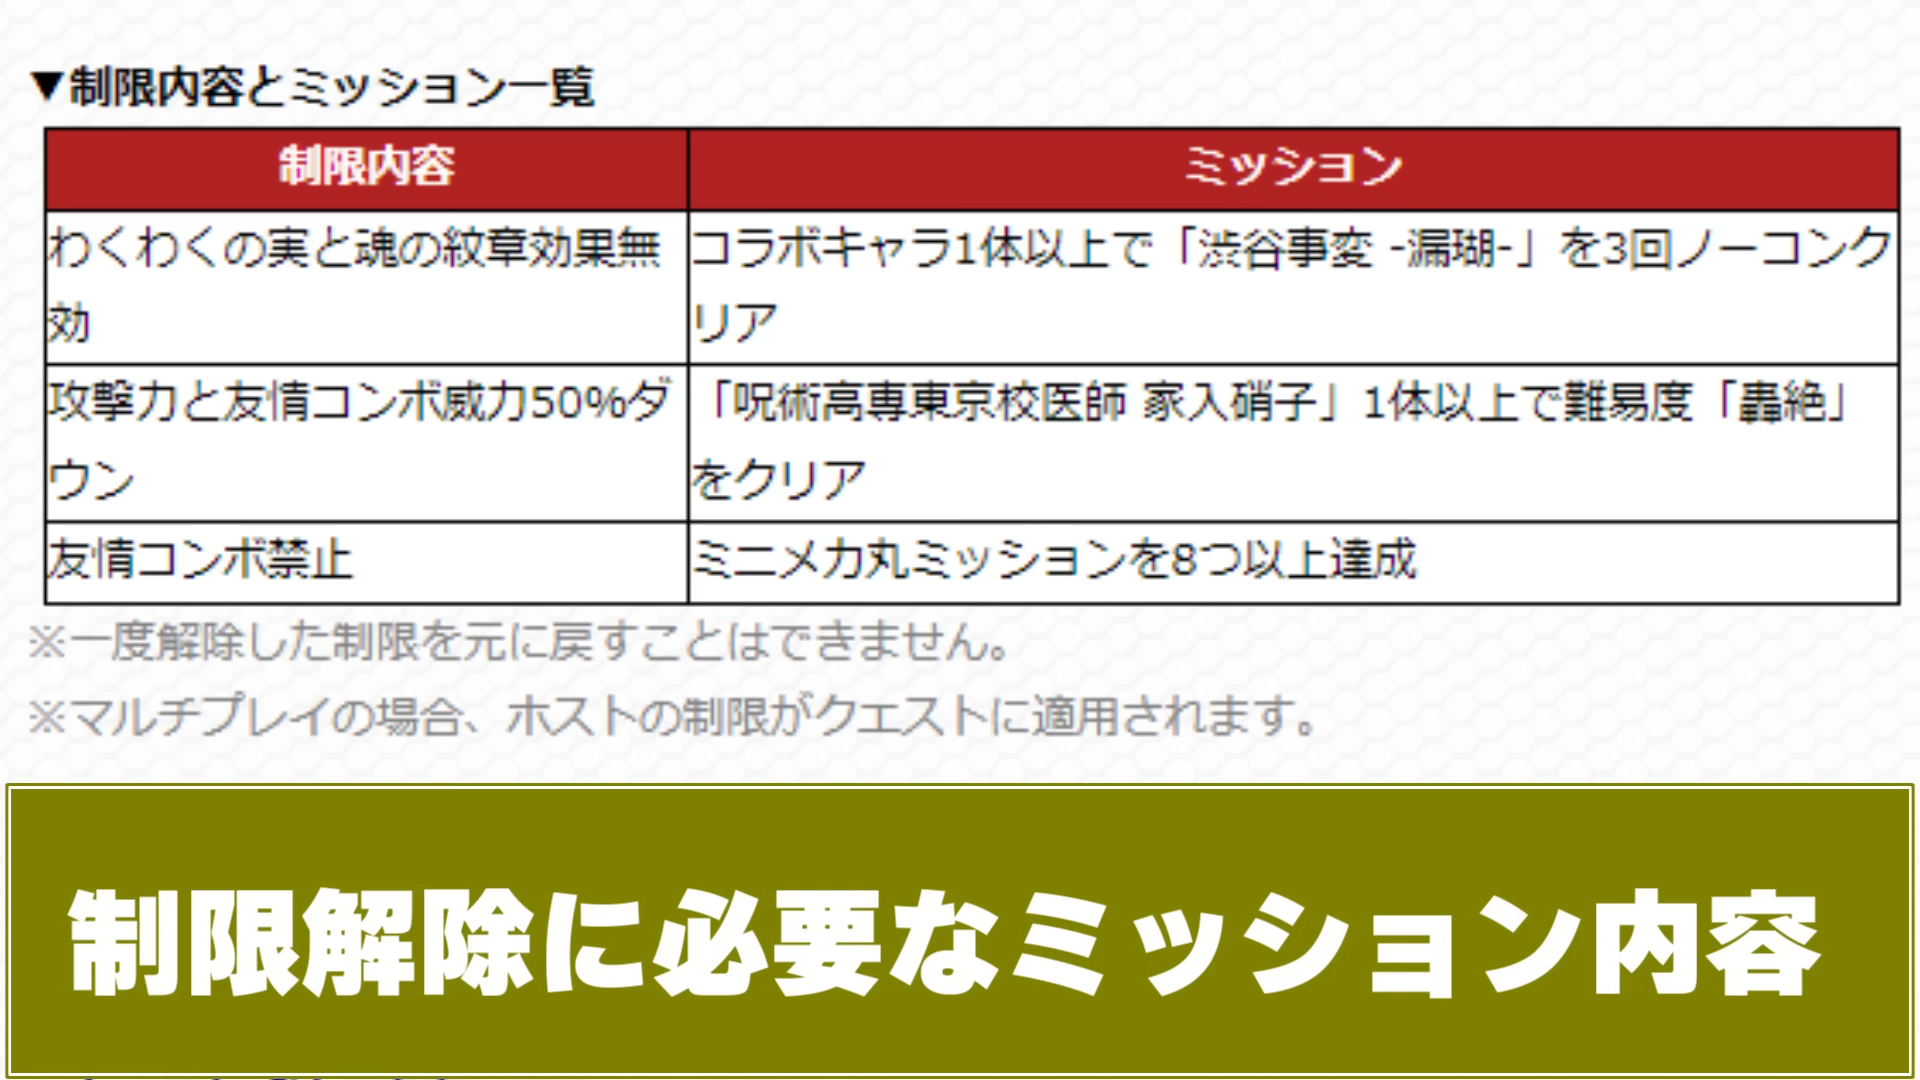 ▼制限内容とミッション一覧
制限内容
ミッション
わくわくの実と魂の紋章効果無
効
コラボキャラ1体以上で「渋谷事変 -漏瑚-」を3回ノーコンク
リア
攻撃力と友情コンボ威力50%ダ
ウン
「呪術高専東京校医師 家入硝子」1体以上で難易度「轟絶」
をクリア
友情コンボ禁止
ミニメカ丸ミッションを8つ以上達成
※一度解除した制限を元に戻すことはできません。
※マルチプレイの場合、ホストの制限がクエストに適用されます。
制限解除に必要なミッション内容